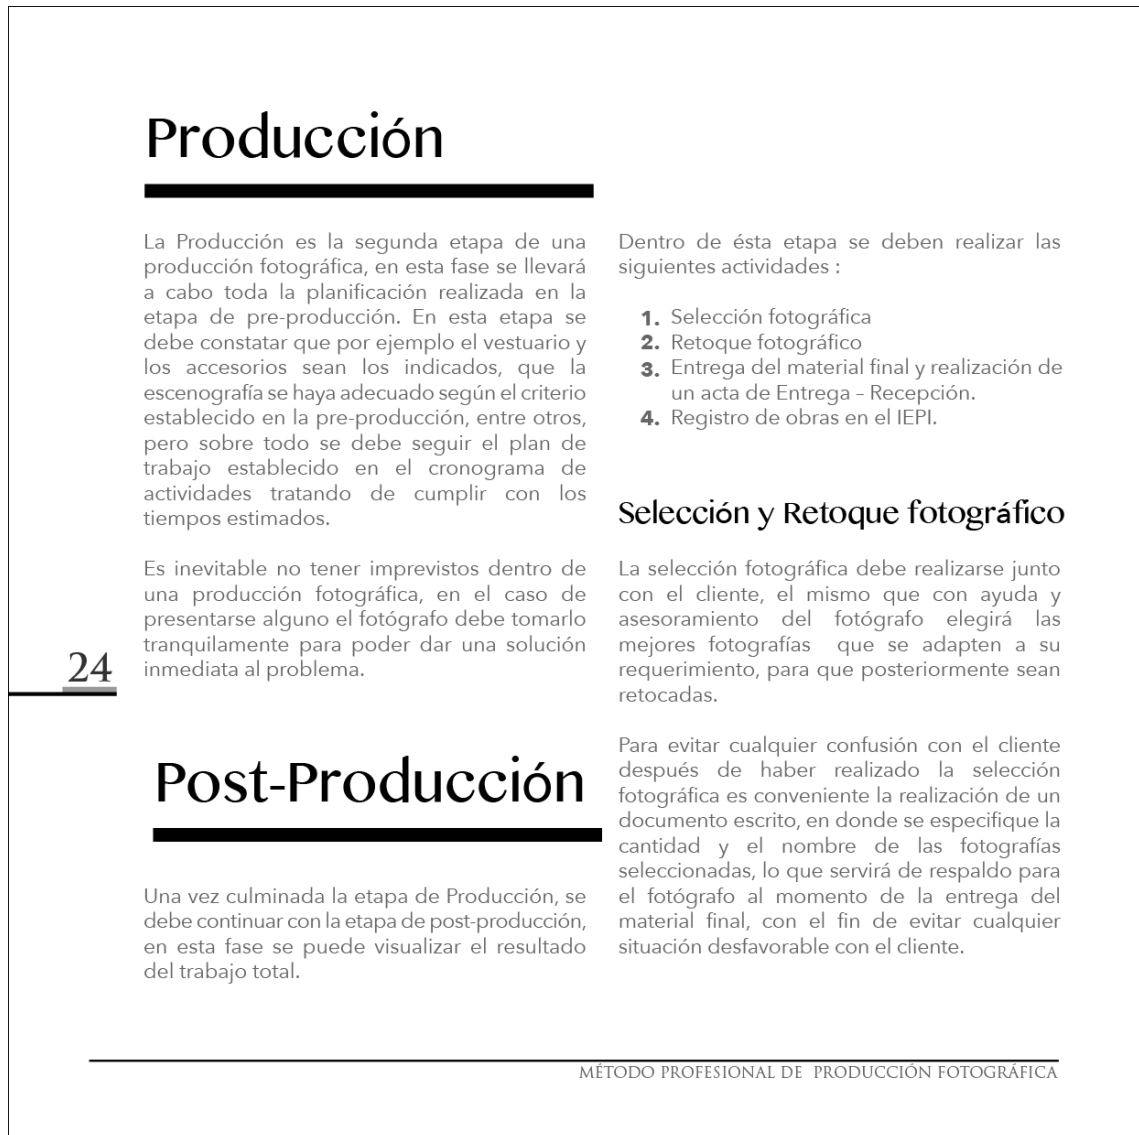 Producción
La Producción es la segunda etapa de una
producción fotográfica, en esta fase se llevará
a cabo toda la planificación realizada en la
etapa de pre-producción. En esta etapa se
debe constatar que por ejemplo el vestuario y
los accesorios sean los indicados, que la
escenografía se haya adecuado según el criterio
establecido en la pre-producción, entre otros,
pero sobre todo se debe seguir el plan de
trabajo establecido en el cronograma de
actividades tratando de cumplir con los
tiempos estimados.
Es inevitable no tener imprevistos dentro de
una producción fotográfica, en el caso de
presentarse alguno el fotógrafo debe tomarlo
tranquilamente para poder dar una solución
inmediata al problema.
24
Post-Producción
Una vez culminada la etapa de Producción, se
debe continuar con la etapa de post-producción,
en esta fase se puede visualizar el resultado
del trabajo total.
Dentro de ésta etapa se deben realizar las
siguientes actividades :
1. Selección fotográfica
2. Retoque fotográfico
3. Entrega del material final y realización de
un acta de Entrega – Recepción.
4. Registro de obras en el IEPI.
Selección y Retoque fotográfico
La selección fotográfica debe realizarse junto
con el cliente, el mismo que con ayuda y
asesoramiento del fotógrafo elegirá las
mejores fotografías que se adapten a su
requerimiento, para que posteriormente sean
retocadas.
Para evitar cualquier confusión con el cliente
después de haber realizado la selección
fotográfica es conveniente la realización de un
documento escrito, en donde se especifique la
cantidad y el nombre de las fotografías
seleccionadas, lo que servirá de respaldo para
el fotógrafo al momento de la entrega del
material final, con el fin de evitar cualquier
situación desfavorable con el cliente.
MÉTODO PROFESIONAL DE PRODUCCIÓN FOTOGRÁFICA